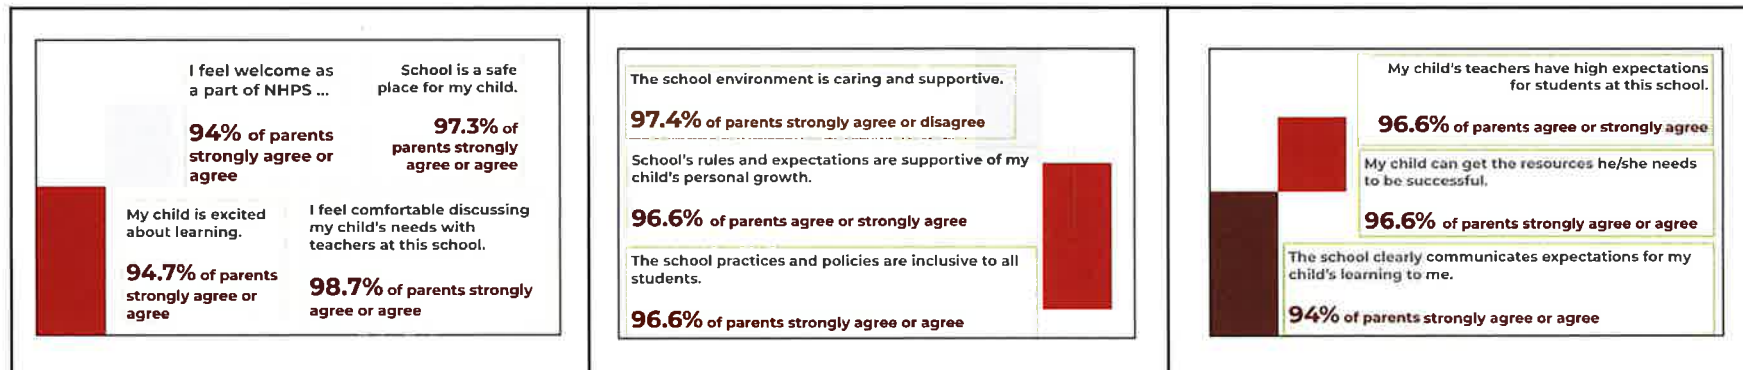 I feel welcome as
a part of NHPS ...
94% of parents
strongly agree or
agree
School is a safe
place for my child.
97.3% of
parents strongly
agree or agree
My child is excited
about learning.
94.7% of parents
strongly agree or
agree
I feel comfortable discussing
my child's needs with
teachers at this school.
98.7% of parents strongly
agree or agree
The school environment is caring and supportive.
97.4% of parents strongly agree or disagree
School's rules and expectations are supportive of my
child's personal growth.
96.6% of parents agree or strongly agree
The school practices and policies are inclusive to all
students.
96.6% of parents strongly agree or agree
My child's teachers have high expectations
for students at this school.
96.6% of parents agree or strongly agree
My child can get the resources he/she needs
to be successful.
96.6% of parents agree or strongly agree
The school clearly communicates expectations for my
child's learning to me.
94% of parents strongly agree or agree